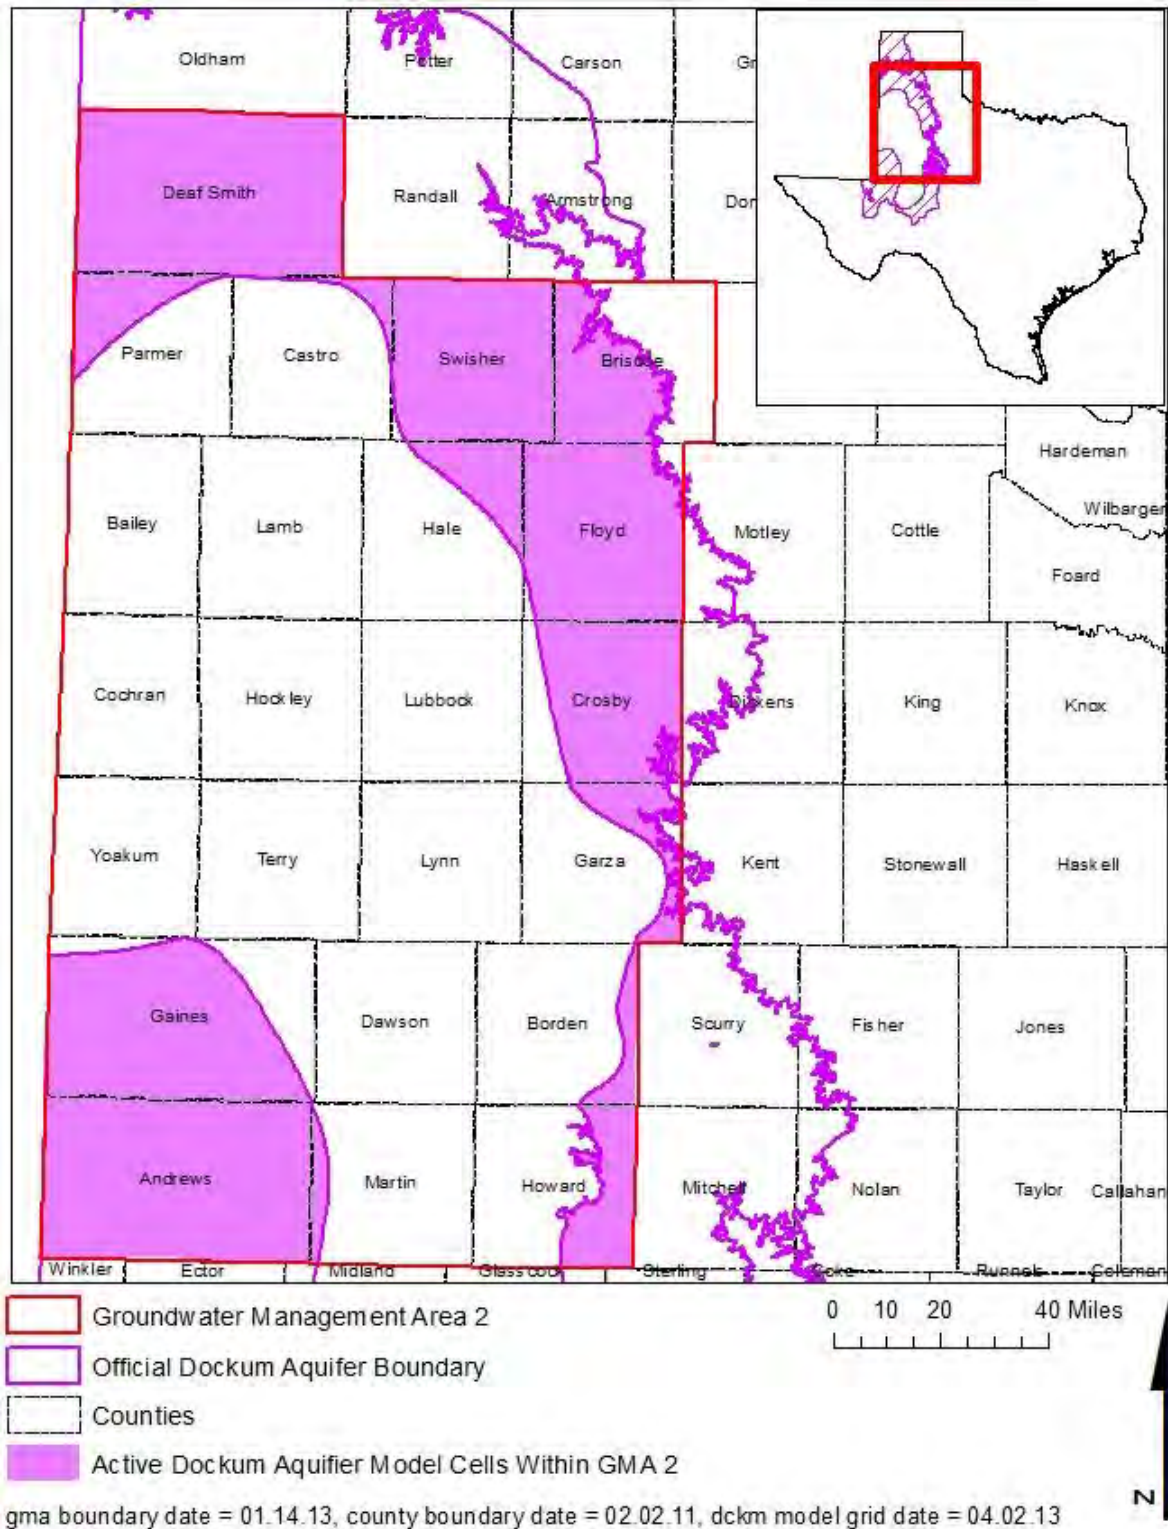 Oldham
Potter
Carson
Gr
Deaf Smith
Randall
Armstrong
Don
Parmer
Castro
Swisher
Briscoe
Hardeman
Bailey
Lamb
Hale
Floyd
Motley
Cottle
Wilbarger
Foard
Cochran
Hockley
Lubbock
Crosby
Dickens
King
Knox
Yoakum
Terry
Lynn
Garza
Kent
Stonewall
Haskell
Gaines
Dawson
Borden
Scurry
Fisher
Jones
Andrews
Martin
Howard
Mitchell
Nolan
Taylor
Callahan
Winkler
Ector
Midland
Glasscock
Sterling
Coke
Runnels
Coleman
Groundwater Management Area 2
Official Dockum Aquifer Boundary
Counties
Active Dockum Aquifier Model Cells Within GMA 2
0 10 20 40 Miles
N
gma boundary date = 01.14.13, county boundary date = 02.02.11, dckm model grid date = 04.02.13